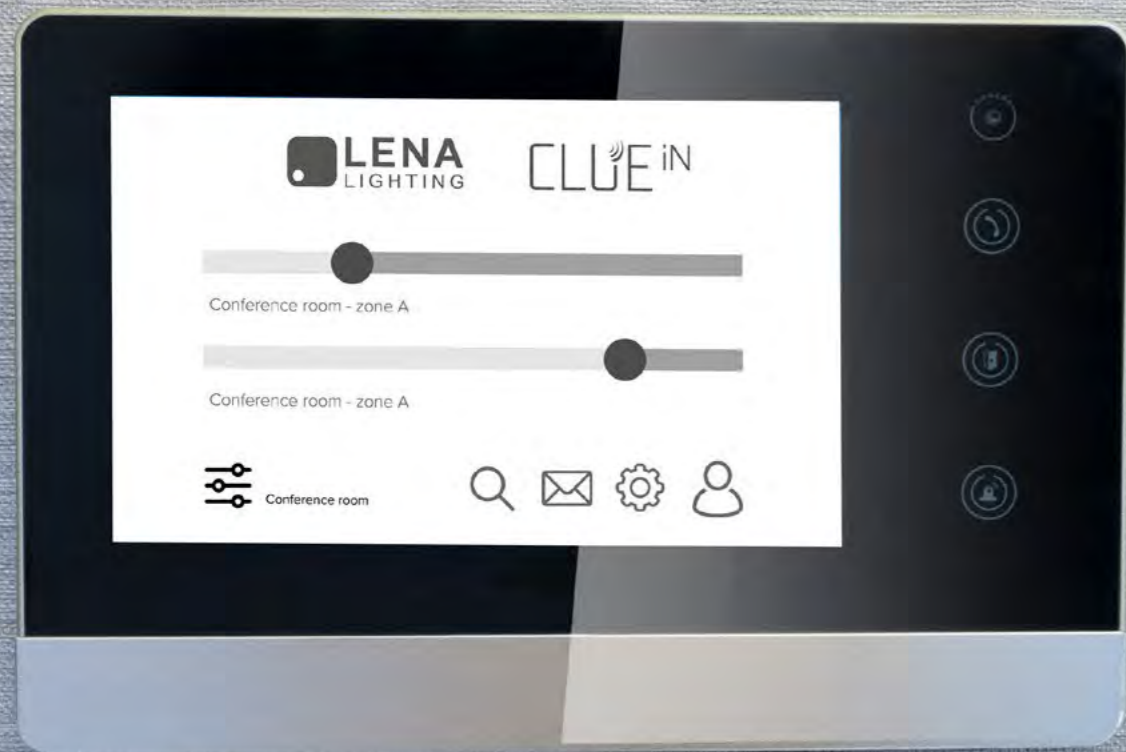 LENA
LIGHTING
CLUE iN
Conference room - zone A
Conference room - zone A
Conference room